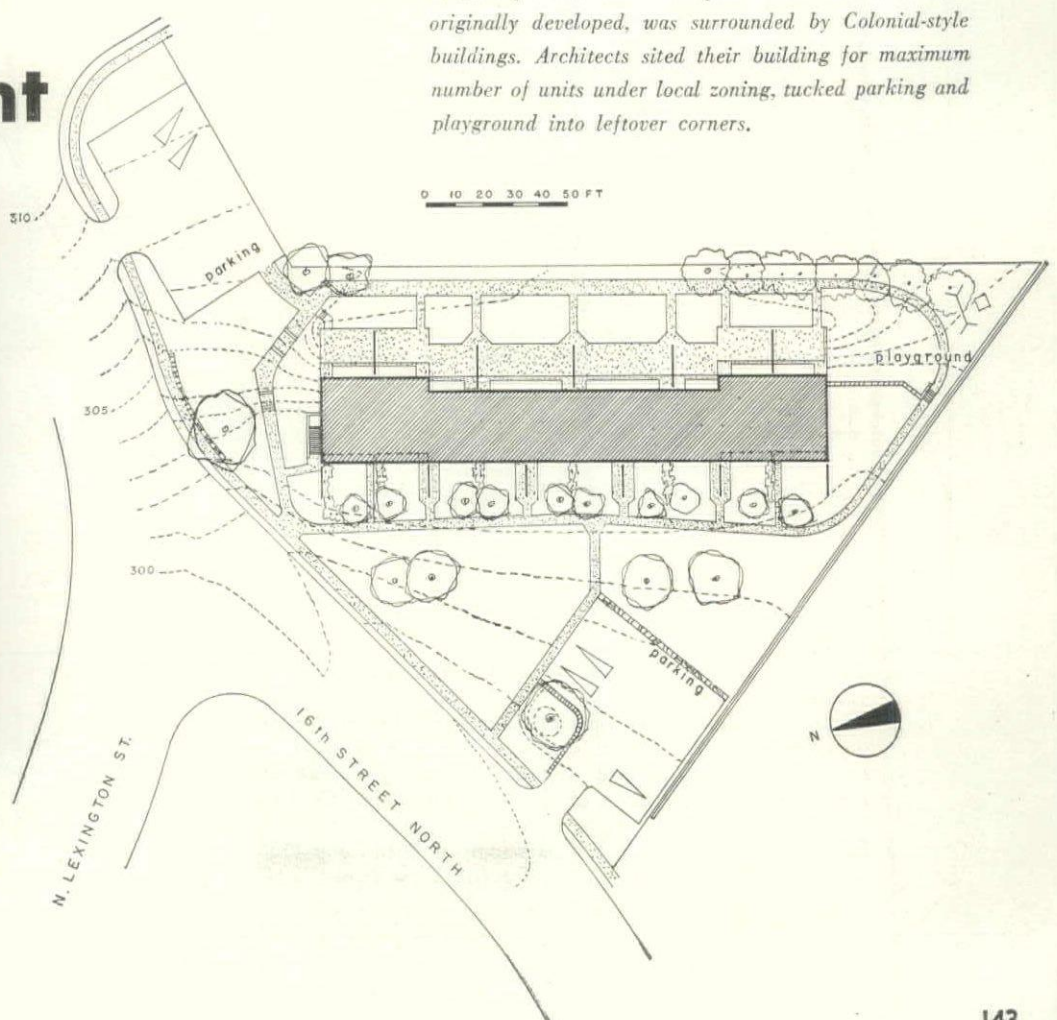 originally developed, was surrounded by Colonial-style
buildings. Architects sited their building for maximum
number of units under local zoning, tucked parking and
playground into leftover corners.
nt
0 10 20 30 40 50 FT
310
parking
playground
305
300
parking
N
16th STREET NORTH
N. LEXINGTON ST.
143